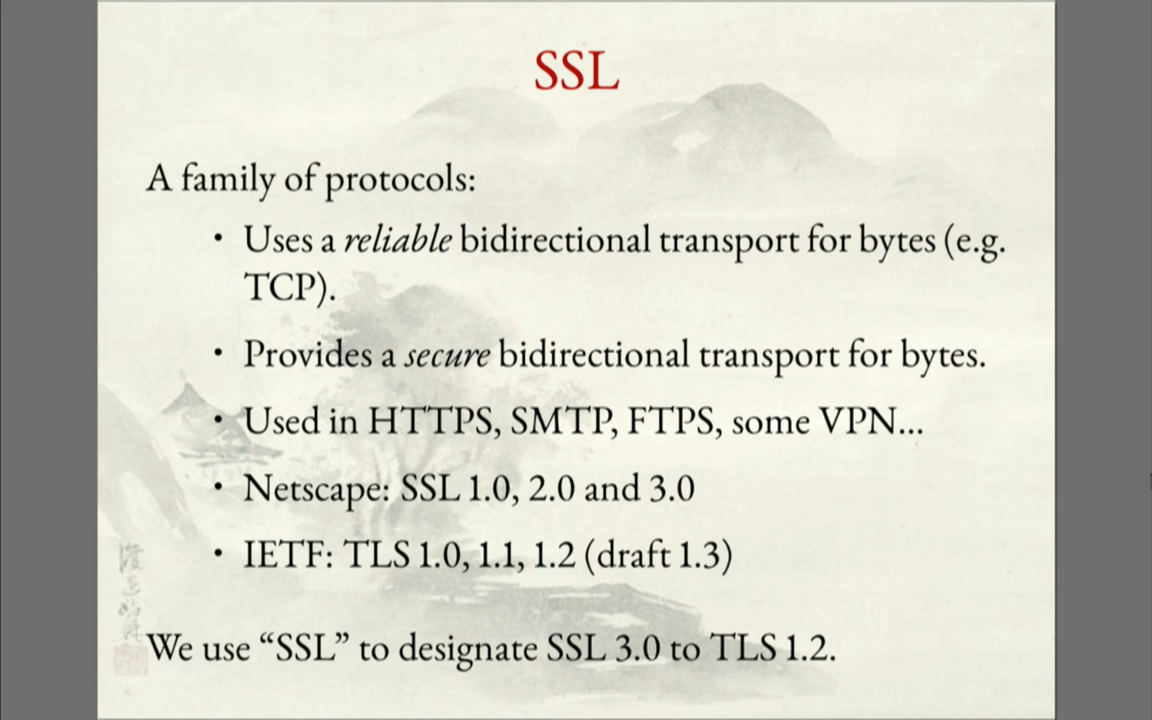 SSL
A family of protocols:
• Uses a reliable bidirectional transport for bytes (e.g.
TCP).
• Provides a secure bidirectional transport for bytes.
• Used in HTTPS, SMTP, FTPS, some VPN...
• Netscape: SSL 1.0, 2.0 and 3.0
• IETF: TLS 1.0, 1.1, 1.2 (draft 1.3)
We use “SSL” to designate SSL 3.0 to TLS 1.2.